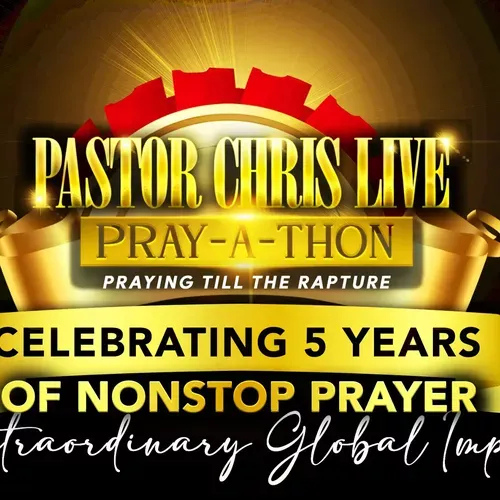 PASTOR CHRIS LIVE
PRAY-A-THON
PRAYING TILL THE RAPTURE
CELEBRATING 5 YEARS
OF NONSTOP PRAYER
Global